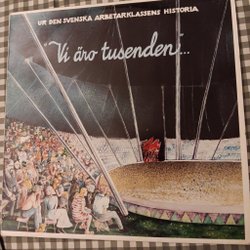 UR DEN SVENSKA ARBETARKLASSENS HISTORIA
"Vi äro tusenden"...